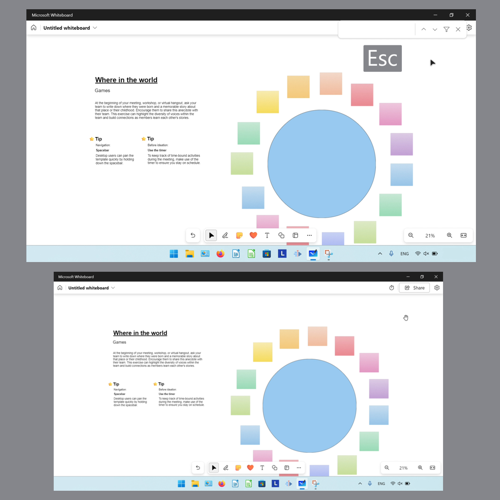 Microsoft Whiteboard
Untitled whiteboard
Esc
Where in the world
Games
At the beginning of your meeting, workshop, or virtual hangout, ask your
team to write down where they were born and a memorable story about
that place or their childhood. Encourage them to share this anecdote with
the team. This exercise can highlight the diversity of voices within the
team and build connections as members learn each other's stories.
Tip
Navigation
Spacebar
Desktop users can pan the
template quickly by holding
down the spacebar
Tip
Before Ideation
Use the timer
To keep track of time-bound activities
during the meeting, make use of the
timer to ensure you stay on schedule
21%
ENG
Microsoft Whiteboard
Untitled whiteboard
Share
Where in the world
Games
At the beginning of your meeting, workshop, or virtual hangout, ask your
team to write down where they were born and a memorable story about
that place or their childhood. Encourage them to share this anecdote with
the team. This exercise can highlight the diversity of voices within the
team and build connections as members learn each other's stories.
Tip
Navigation
Spacebar
Desktop users can pan the
template quickly by holding
down the spacebar
Tip
Before Ideation
Use the timer
To keep track of time-bound activities
during the meeting, make use of the
timer to ensure you stay on schedule
21%
ENG